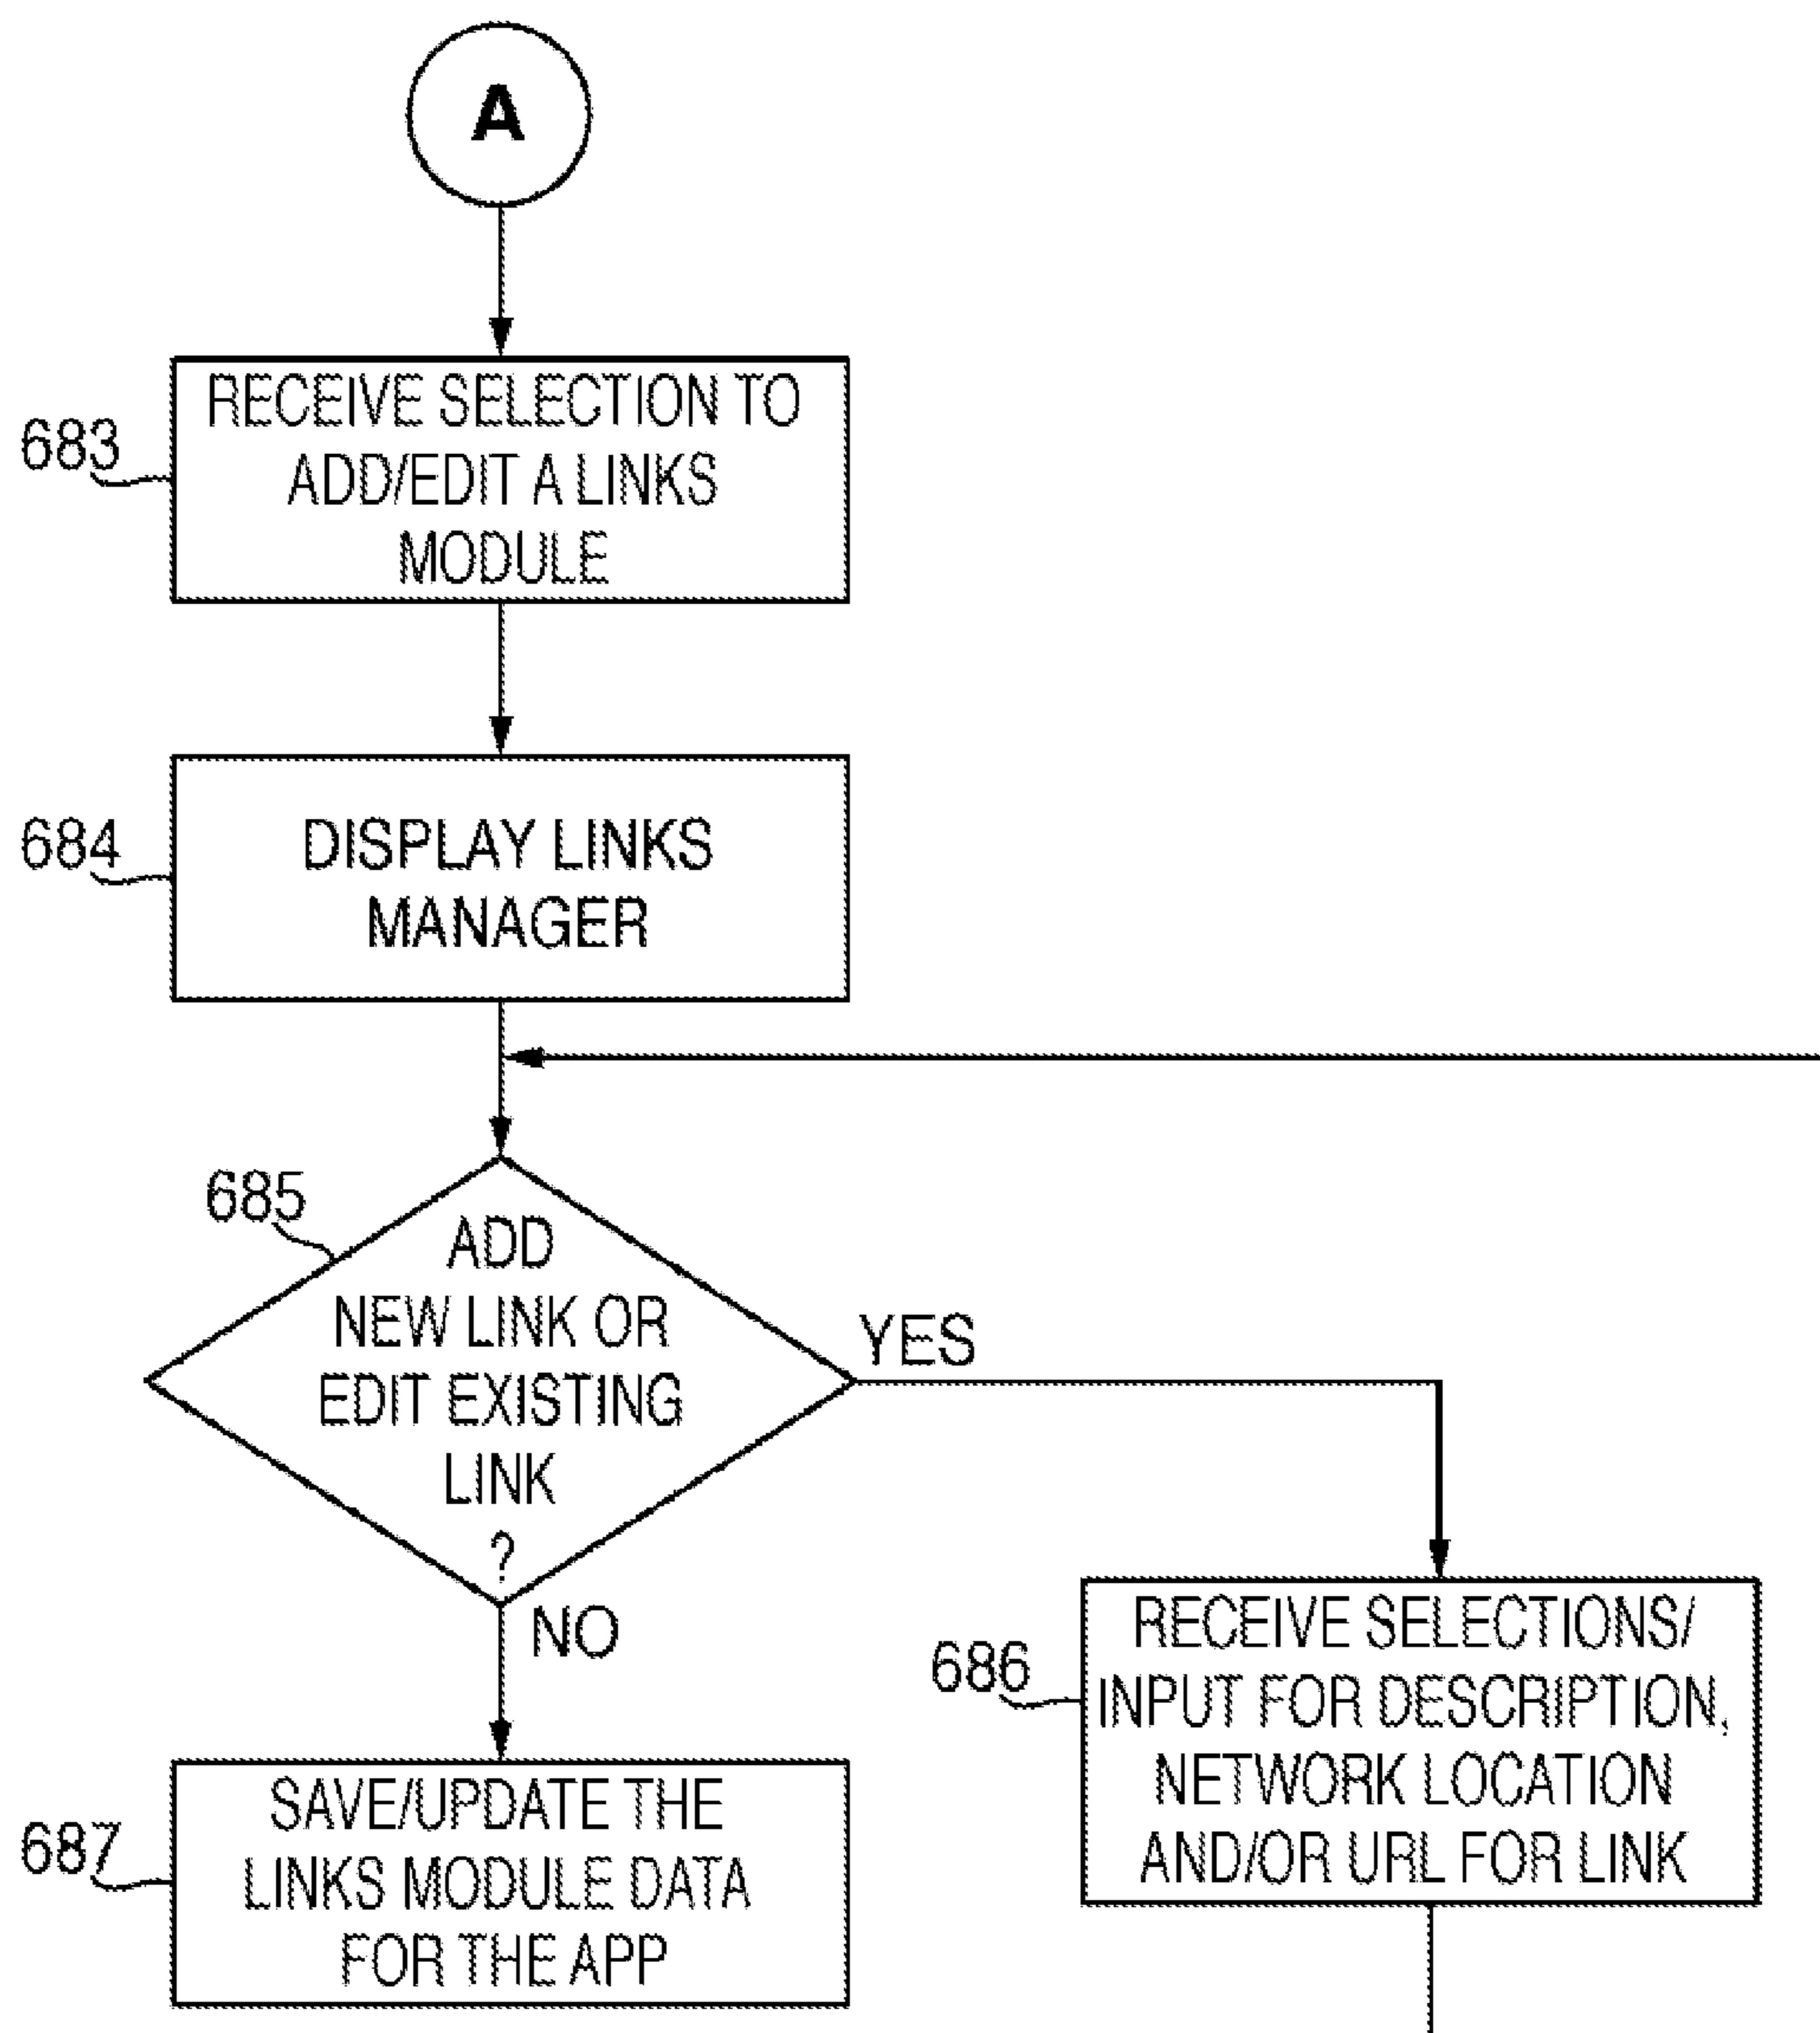 A
683
RECEIVE SELECTION TO
ADD/EDIT A LINKS
MODULE
684
DISPLAY LINKS
MANAGER
685
ADD
NEW LINK OR
EDIT EXISTING
LINK
?
YES
NO
686
RECEIVE SELECTIONS/
INPUT FOR DESCRIPTION,
NETWORK LOCATION
AND/OR URL FOR LINK
687
SAVE/UPDATE THE
LINKS MODULE DATA
FOR THE APP